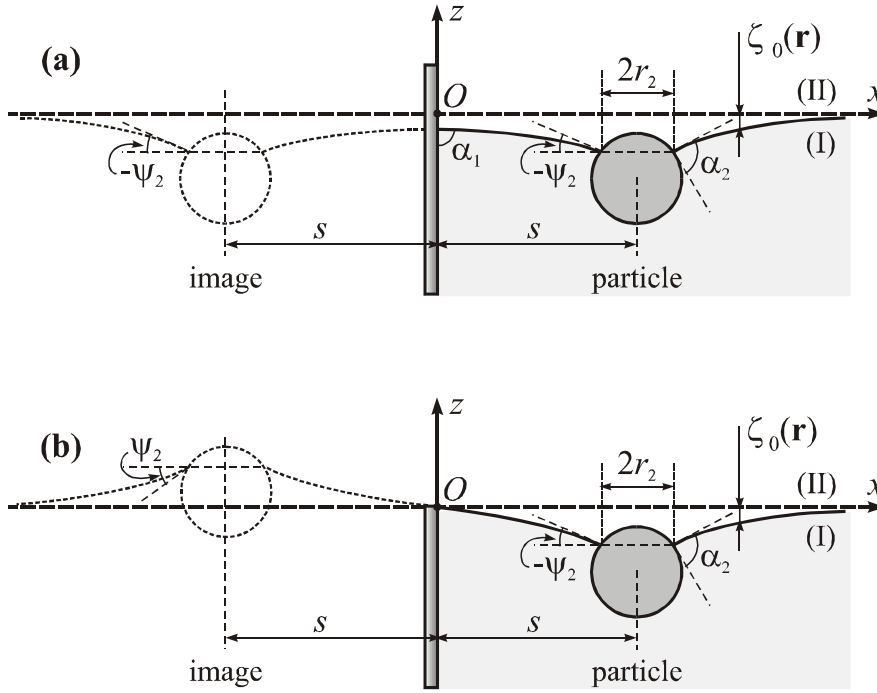 (a)
z
ζ₀(r)
2r₂
O
(II)
x
(I)
α₁
-ψ₂
-ψ₂
α₂
s
s
image
particle
(b)
z
ζ₀(r)
ψ₂
2r₂
O
(II)
x
(I)
-ψ₂
α₂
s
s
image
particle